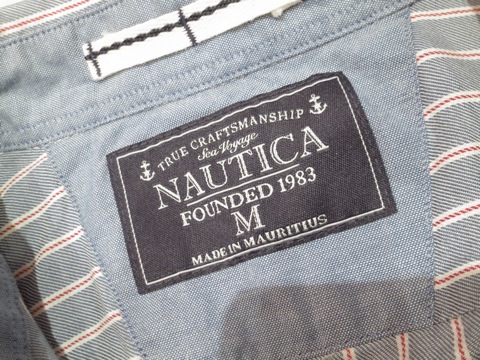 TRUE CRAFTSMANSHIP
Sea Voyage
NAUTICA
FOUNDED 1983
M
MADE IN MAURITIUS